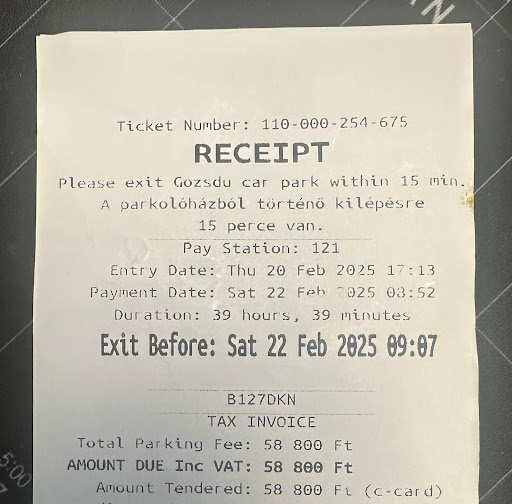 Ticket Number: 110-000-254-675
RECEIPT
Please exit Gozsdu car park within 15 min.
A parkolóházból történő kilépésre
15 perce van.
Pay Station: 121
Entry Date: Thu 20 Feb 2025 17:13
Payment Date: Sat 22 Feb 2025 08:52
Duration: 39 hours, 39 minutes
Exit Before: Sat 22 Feb 2025 09:07
B127DKN
TAX INVOICE
Total Parking Fee: 58 800 Ft
AMOUNT DUE Inc VAT: 58 800 Ft
Amount Tendered: 58 800 Ft (c-card)